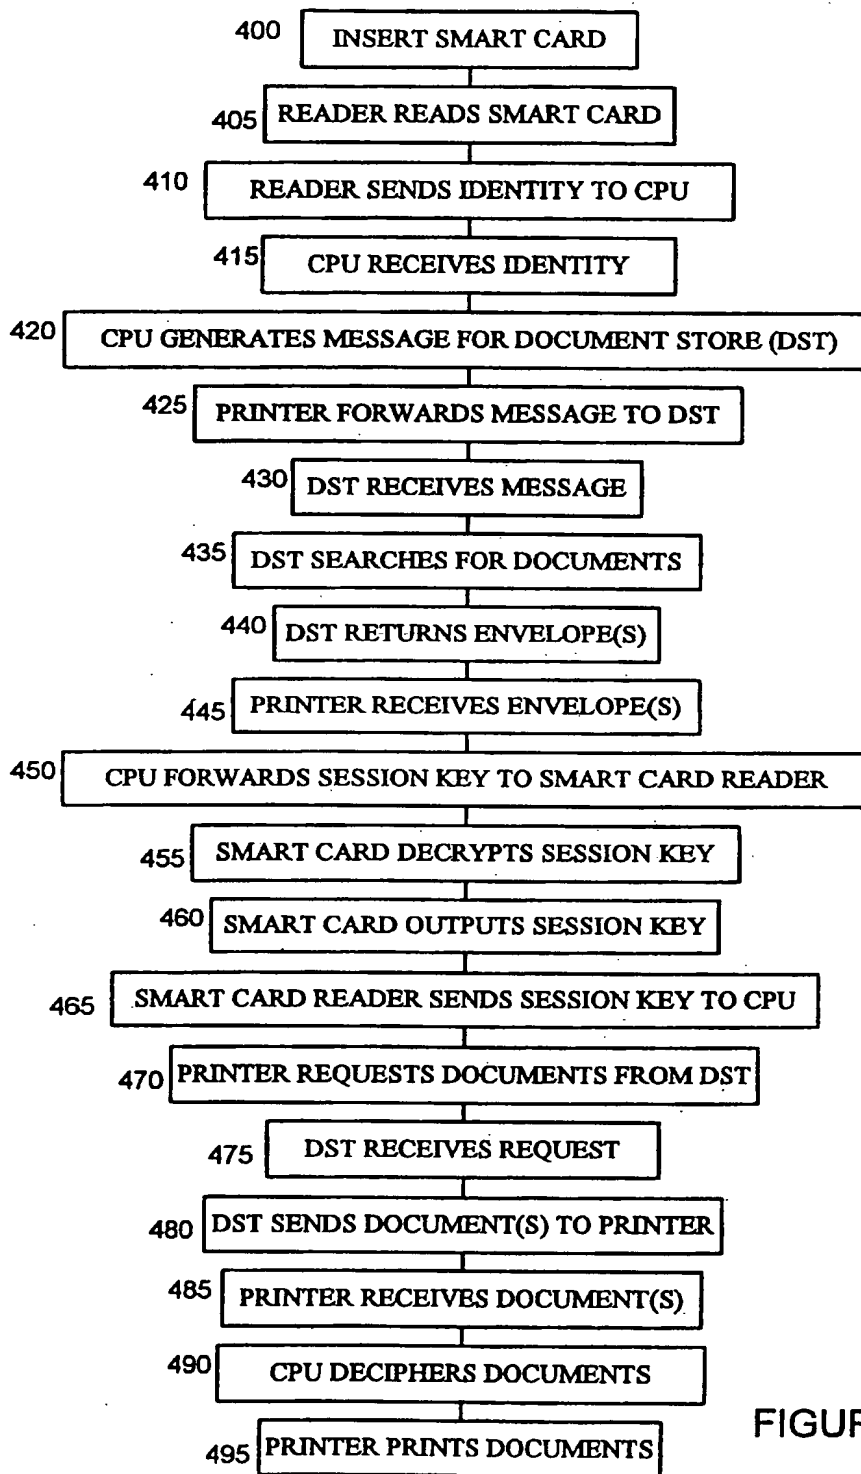 400 INSERT SMART CARD
405 READER READS SMART CARD
410 READER SENDS IDENTITY TO CPU
415 CPU RECEIVES IDENTITY
420 CPU GENERATES MESSAGE FOR DOCUMENT STORE (DST)
425 PRINTER FORWARDS MESSAGE TO DST
430 DST RECEIVES MESSAGE
435 DST SEARCHES FOR DOCUMENTS
440 DST RETURNS ENVELOPE(S)
445 PRINTER RECEIVES ENVELOPE(S)
450 CPU FORWARDS SESSION KEY TO SMART CARD READER
455 SMART CARD DECRYPTS SESSION KEY
460 SMART CARD OUTPUTS SESSION KEY
465 SMART CARD READER SENDS SESSION KEY TO CPU
470 PRINTER REQUESTS DOCUMENTS FROM DST
475 DST RECEIVES REQUEST
480 DST SENDS DOCUMENT(S) TO PRINTER
485 PRINTER RECEIVES DOCUMENT(S)
490 CPU DECIPHERS DOCUMENTS
495 PRINTER PRINTS DOCUMENTS